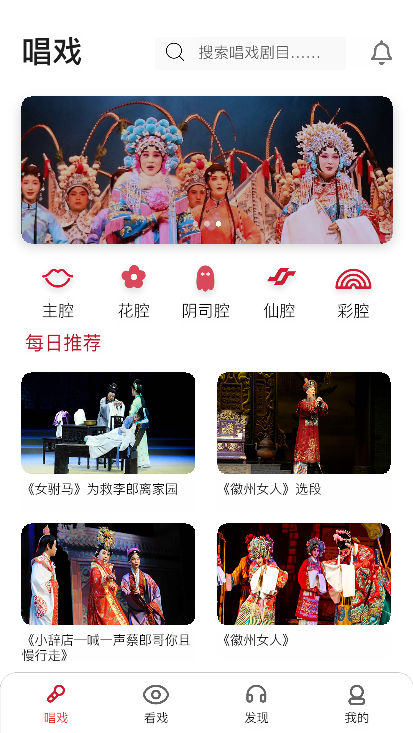 唱戏
搜索唱戏剧目......
主腔 花腔 阴司腔 仙腔 彩腔
每日推荐
《女驸马》为救李郎离家园
《徽州女人》选段
《小辞店—喊一声蔡郎哥你且
慢行走》
《徽州女人》
唱戏 看戏 发现 我的